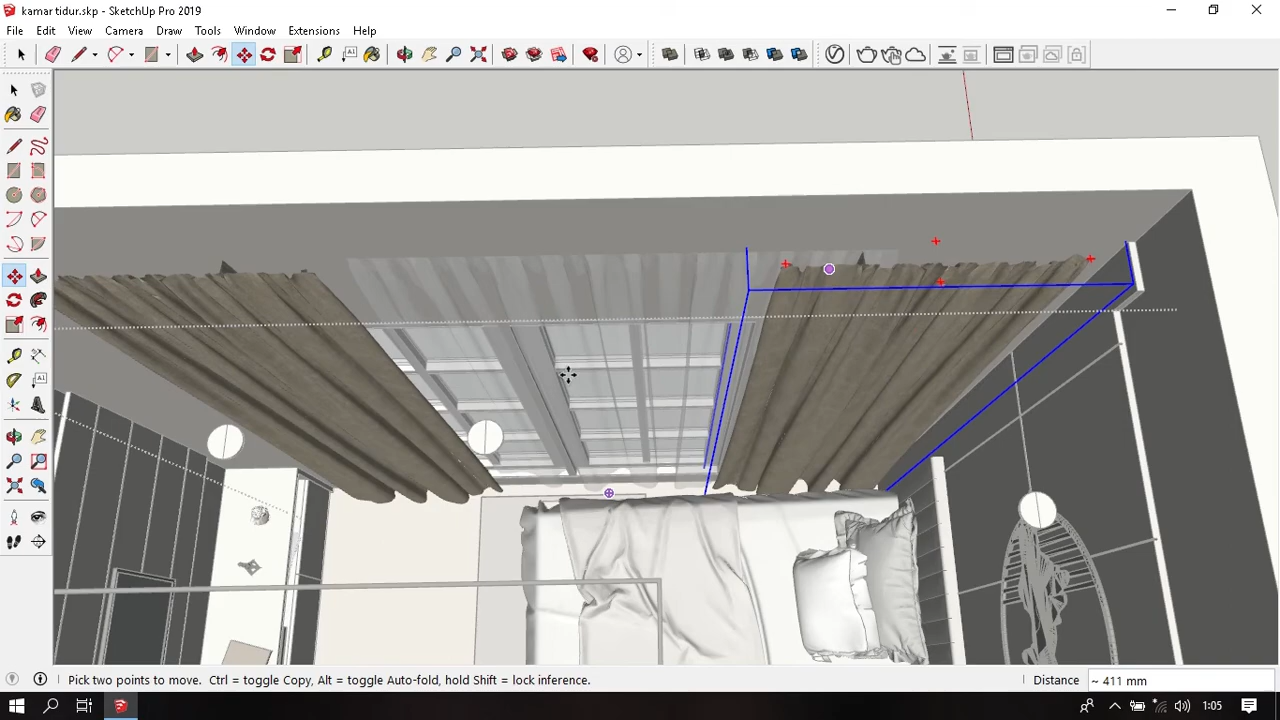 kamar tidur.skp - SketchUp Pro 2019
File Edit View Camera Draw Tools Window Extensions Help
Pick two points to move. Ctrl = toggle Copy, Alt = toggle Auto-fold, hold Shift = lock inference.
Distance ~ 411 mm
1:05